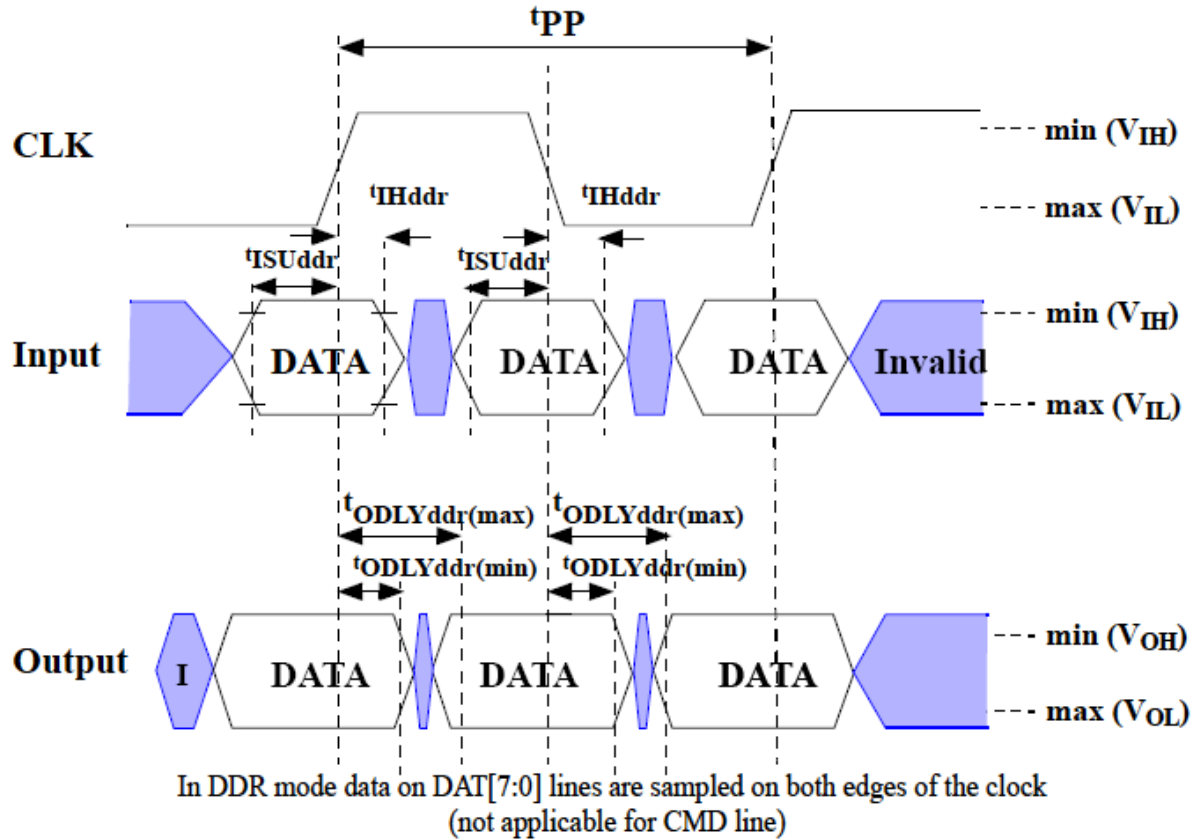 tPP
CLK
min (VIH)
max (VIL)
tIHddr
tIHddr
tISUddr
tISUddr
Input
DATA
DATA
DATA
Invalid
min (VIH)
max (VIL)
tODLYddr(max)
tODLYddr(max)
tODLYddr(min)
tODLYddr(min)
Output
I
DATA
DATA
DATA
min (VOH)
max (VOL)
In DDR mode data on DAT[7:0] lines are sampled on both edges of the clock
(not applicable for CMD line)